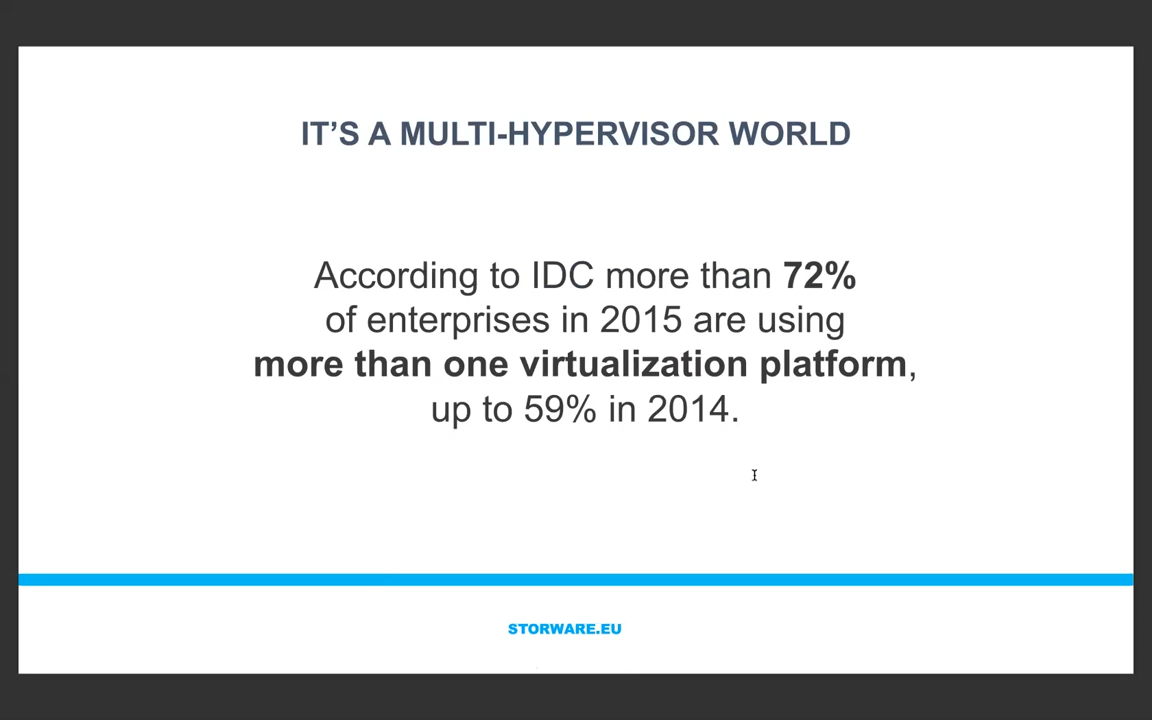 IT’S A MULTI-HYPERVISOR WORLD
According to IDC more than 72%
of enterprises in 2015 are using
more than one virtualization platform,
up to 59% in 2014.
STORWARE.EU